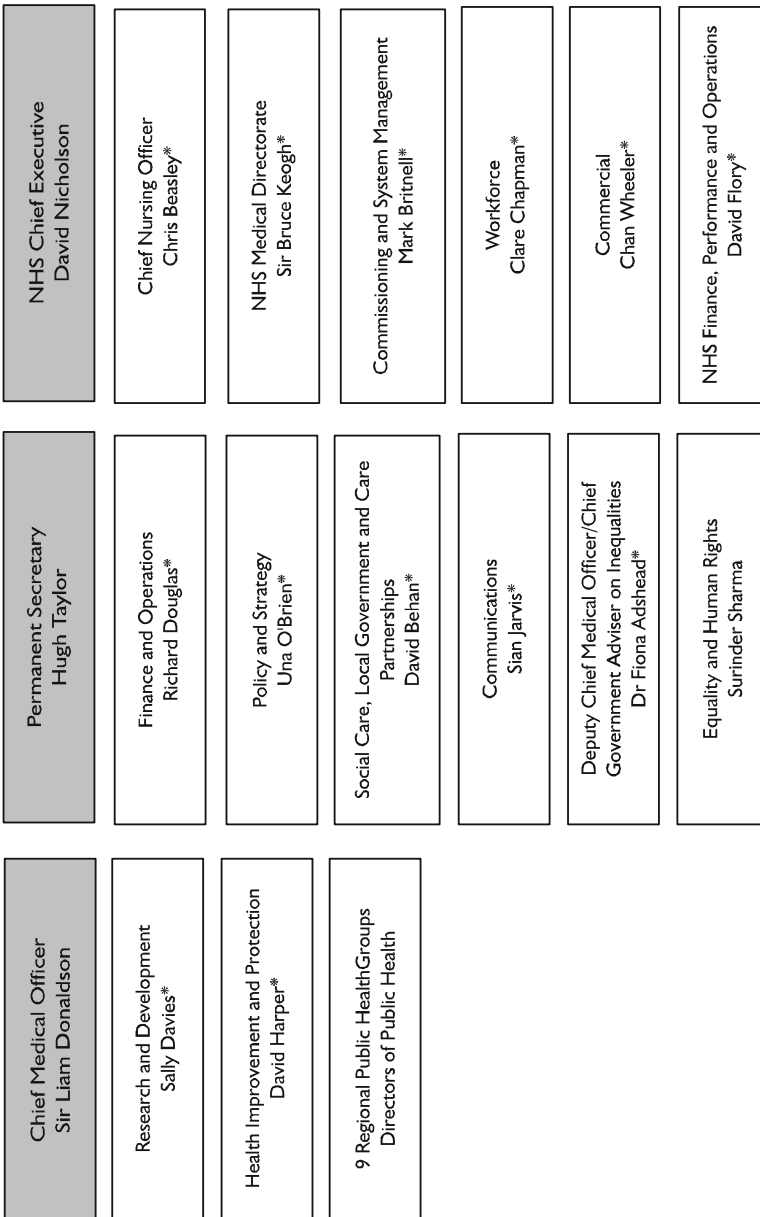 Chief Medical Officer
Sir Liam Donaldson
Research and Development
Sally Davies*
Health Improvement and Protection
David Harper*
9 Regional Public HealthGroups
Directors of Public Health
Permanent Secretary
Hugh Taylor
Finance and Operations
Richard Douglas*
Policy and Strategy
Una O'Brien*
Social Care, Local Government and Care
Partnerships
David Behan*
Communications
Sian Jarvis*
Deputy Chief Medical Officer/Chief
Government Adviser on Inequalities
Dr Fiona Adshead*
Equality and Human Rights
Surinder Sharma
NHS Chief Executive
David Nicholson
Chief Nursing Officer
Chris Beasley*
NHS Medical Directorate
Sir Bruce Keogh*
Commissioning and System Management
Mark Britnell*
Workforce
Clare Chapman*
Commercial
Chan Wheeler*
NHS Finance, Performance and Operations
David Flory*